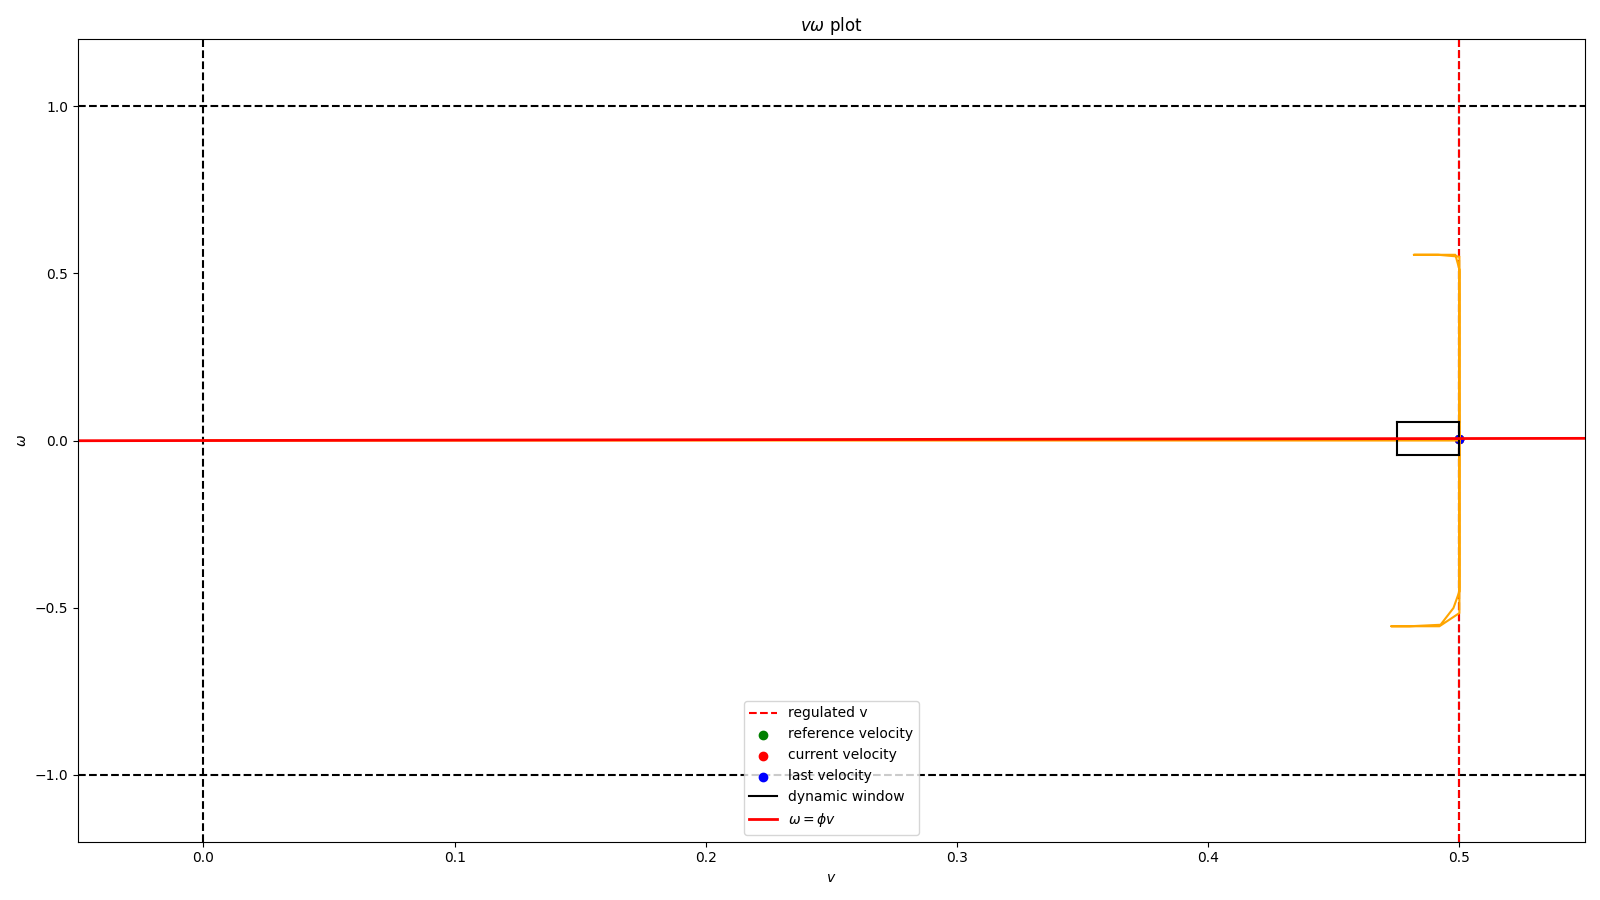 vω plot
1.0
0.5
0.0
−0.5
−1.0
ω
regulated v
reference velocity
current velocity
last velocity
dynamic window
ω = ϕv
0.0 0.1 0.2 0.3 0.4 0.5
v